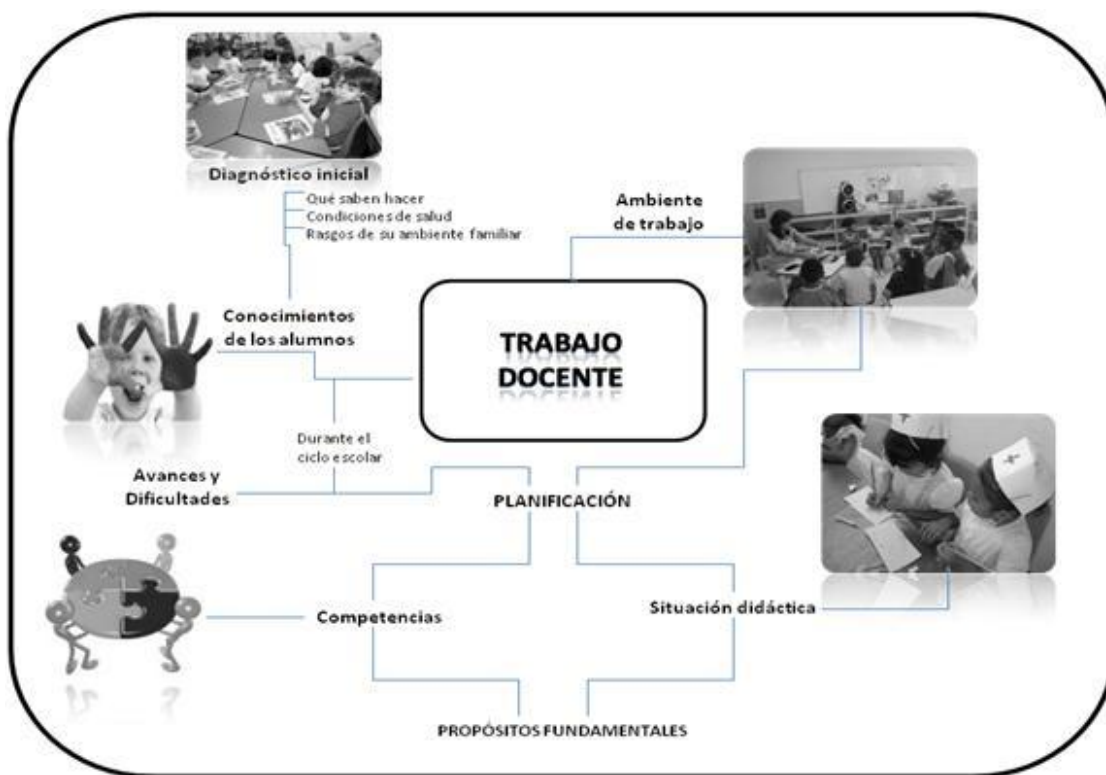 Diagnóstico inicial
Qué saben hacer
Condiciones de salud
Rasgos de su ambiente familiar
Ambiente
de trabajo
Conocimientos
de los alumnos
TRABAJO
DOCENTE
Durante el
ciclo escolar
Avances y
Dificultades
PLANIFICACIÓN
Competencias
Situación didáctica
PROPÓSITOS FUNDAMENTALES